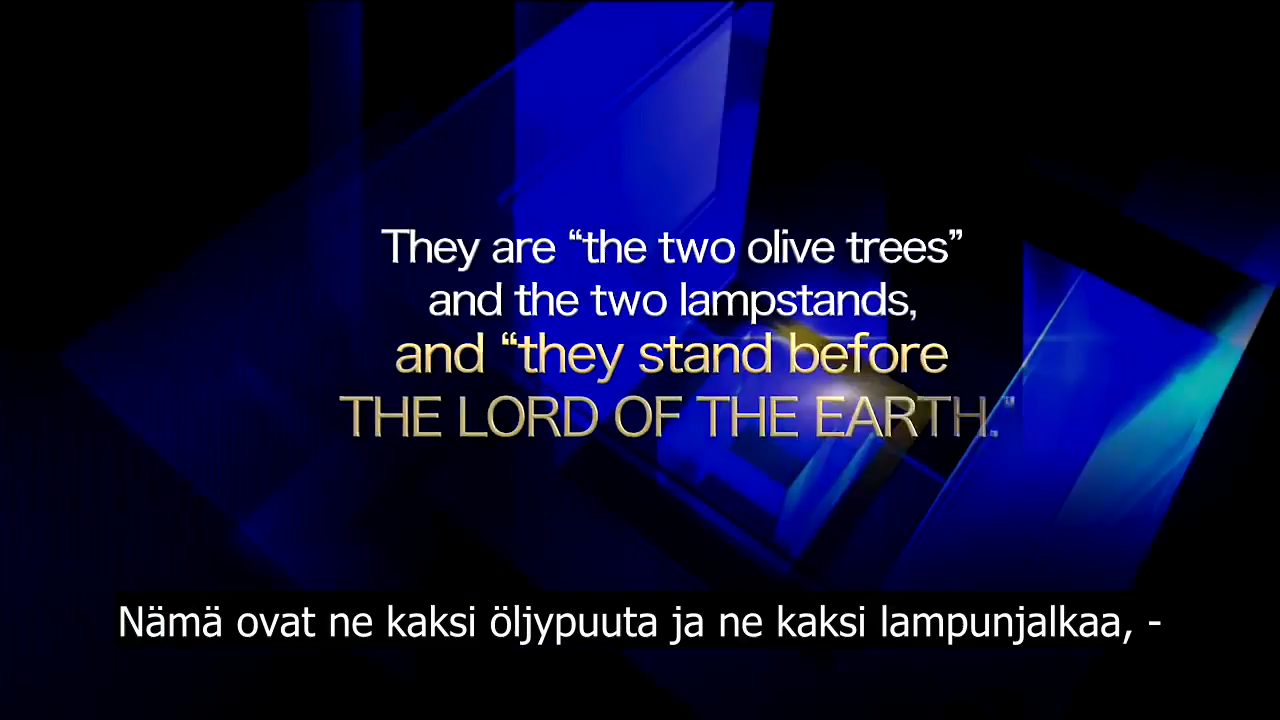 They are “the two olive trees”
and the two lampstands,
and “they stand before
THE LORD OF THE EARTH.”
Nämä ovat ne kaksi öljypuuta ja ne kaksi lampunjalkaa, -